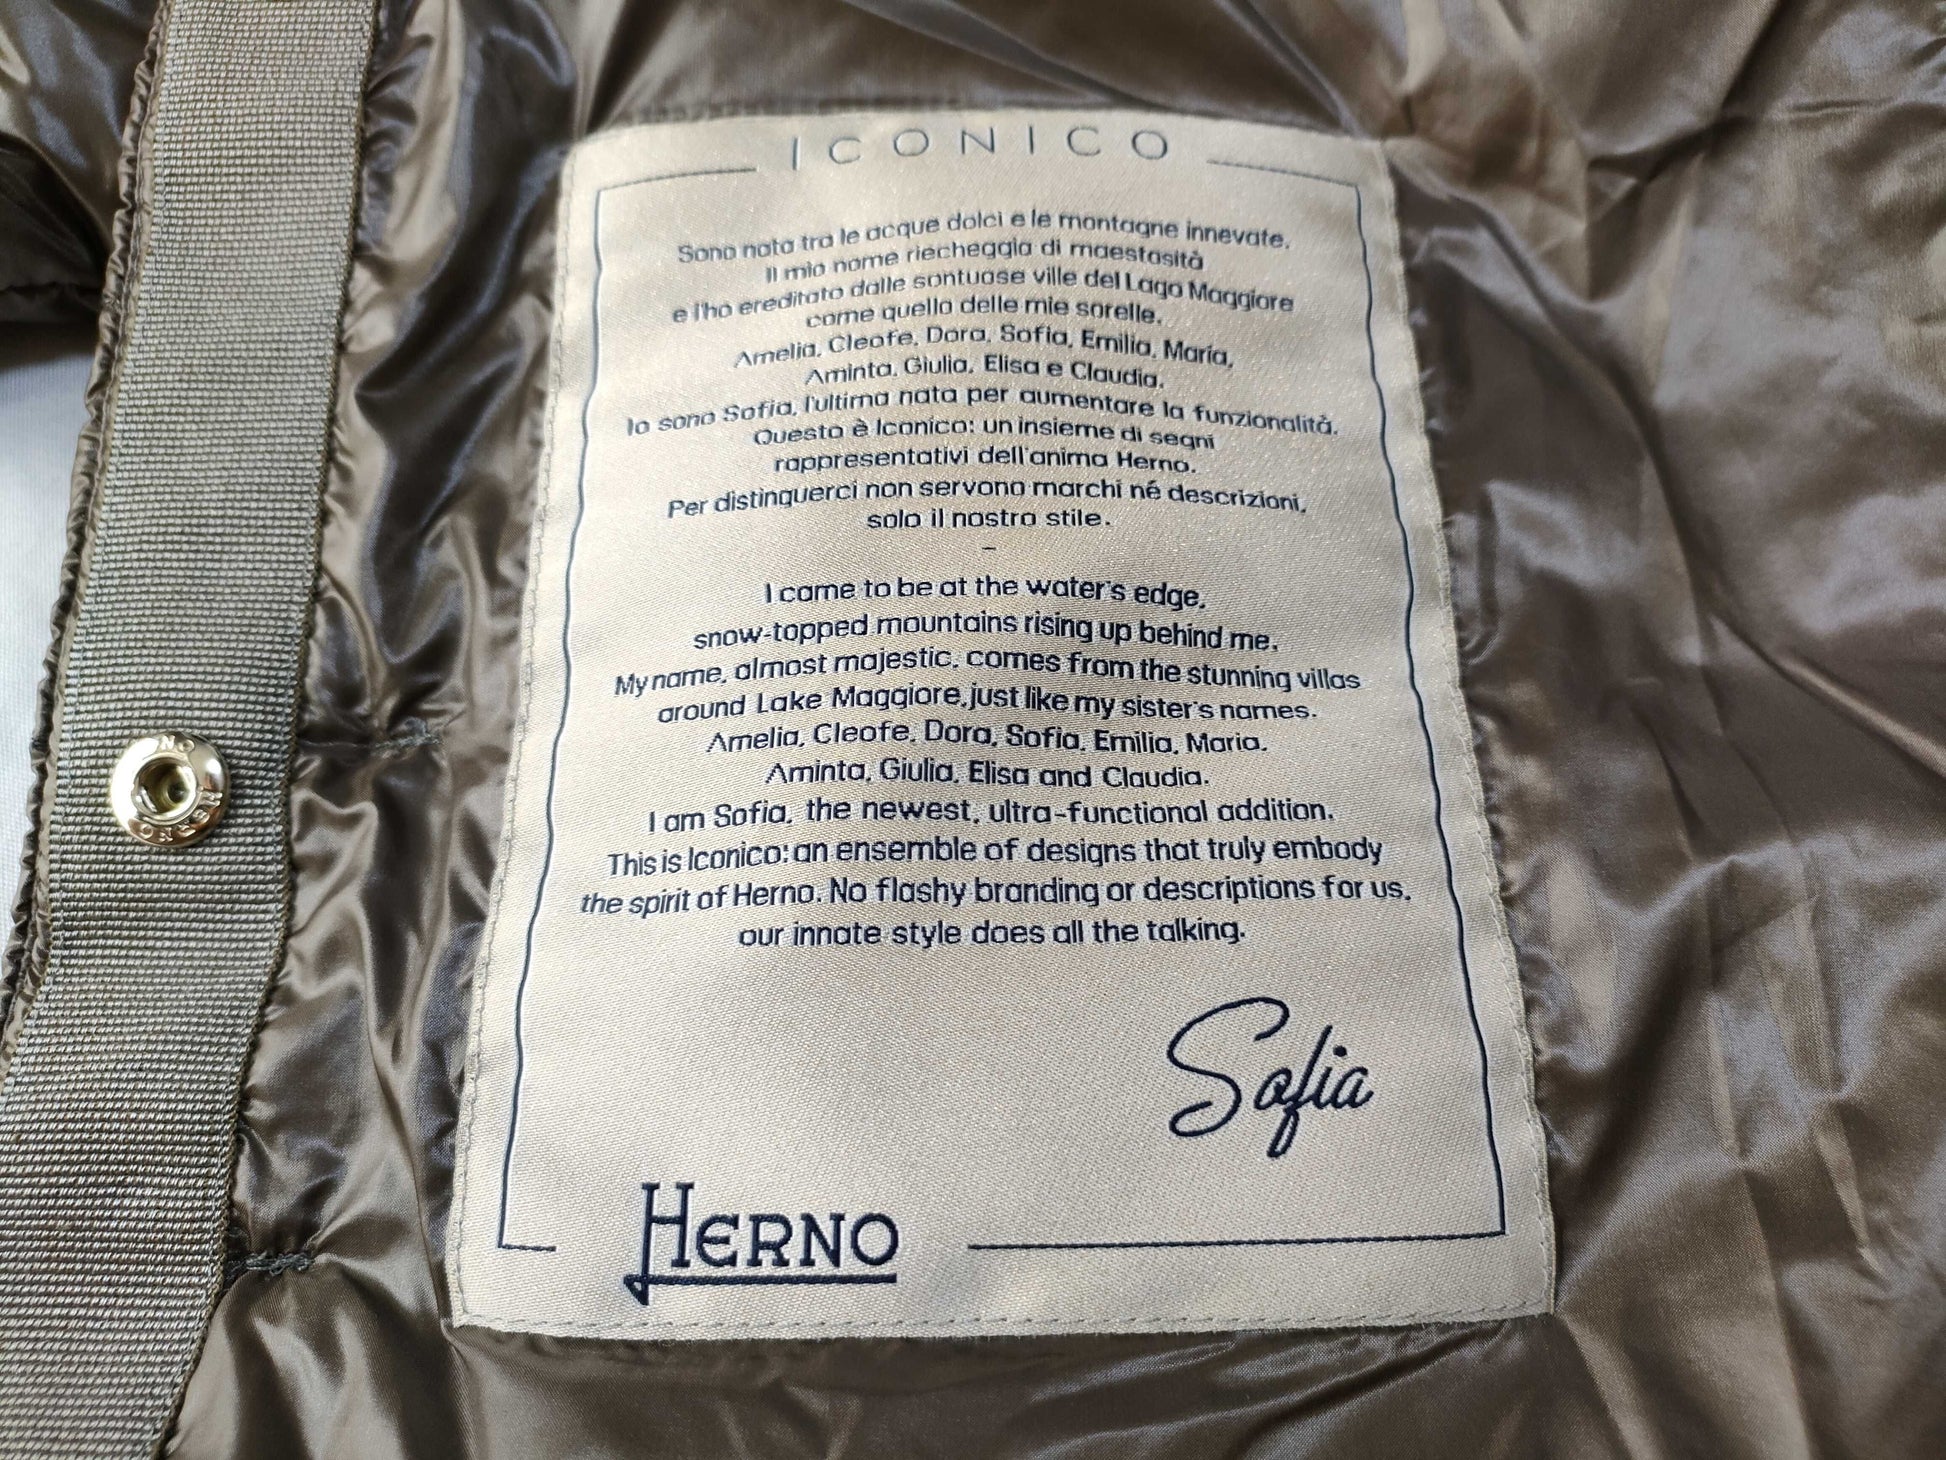 ICONICO
Sono nata tra le acque dolci e le montagne innevate.
Il mio nome riecheggia di maestosità
e l'ho ereditato dalle sontuose ville del Lago Maggiore
come quello delle mie sorelle.
Amelia, Cleofe, Dora, Sofia, Emilia, Maria,
Aminta, Giulia, Elisa e Claudia.
Io sono Sofia, l'ultima nata per aumentare la funzionalità.
Questo è Iconico: un insieme di segni
rappresentativi dell'anima Herno.
Per distinguerci non servono marchi né descrizioni,
solo il nostro stile.
-
I came to be at the water's edge,
snow-topped mountains rising up behind me.
My name, almost majestic, comes from the stunning villas
around Lake Maggiore, just like my sister's names.
Amelia, Cleofe, Dora, Sofia, Emilia, Maria,
Aminta, Giulia, Elisa and Claudia.
I am Sofia, the newest, ultra-functional addition.
This is Iconico: an ensemble of designs that truly embody
the spirit of Herno. No flashy branding or descriptions for us,
our innate style does all the talking.
Sofia
HERNO